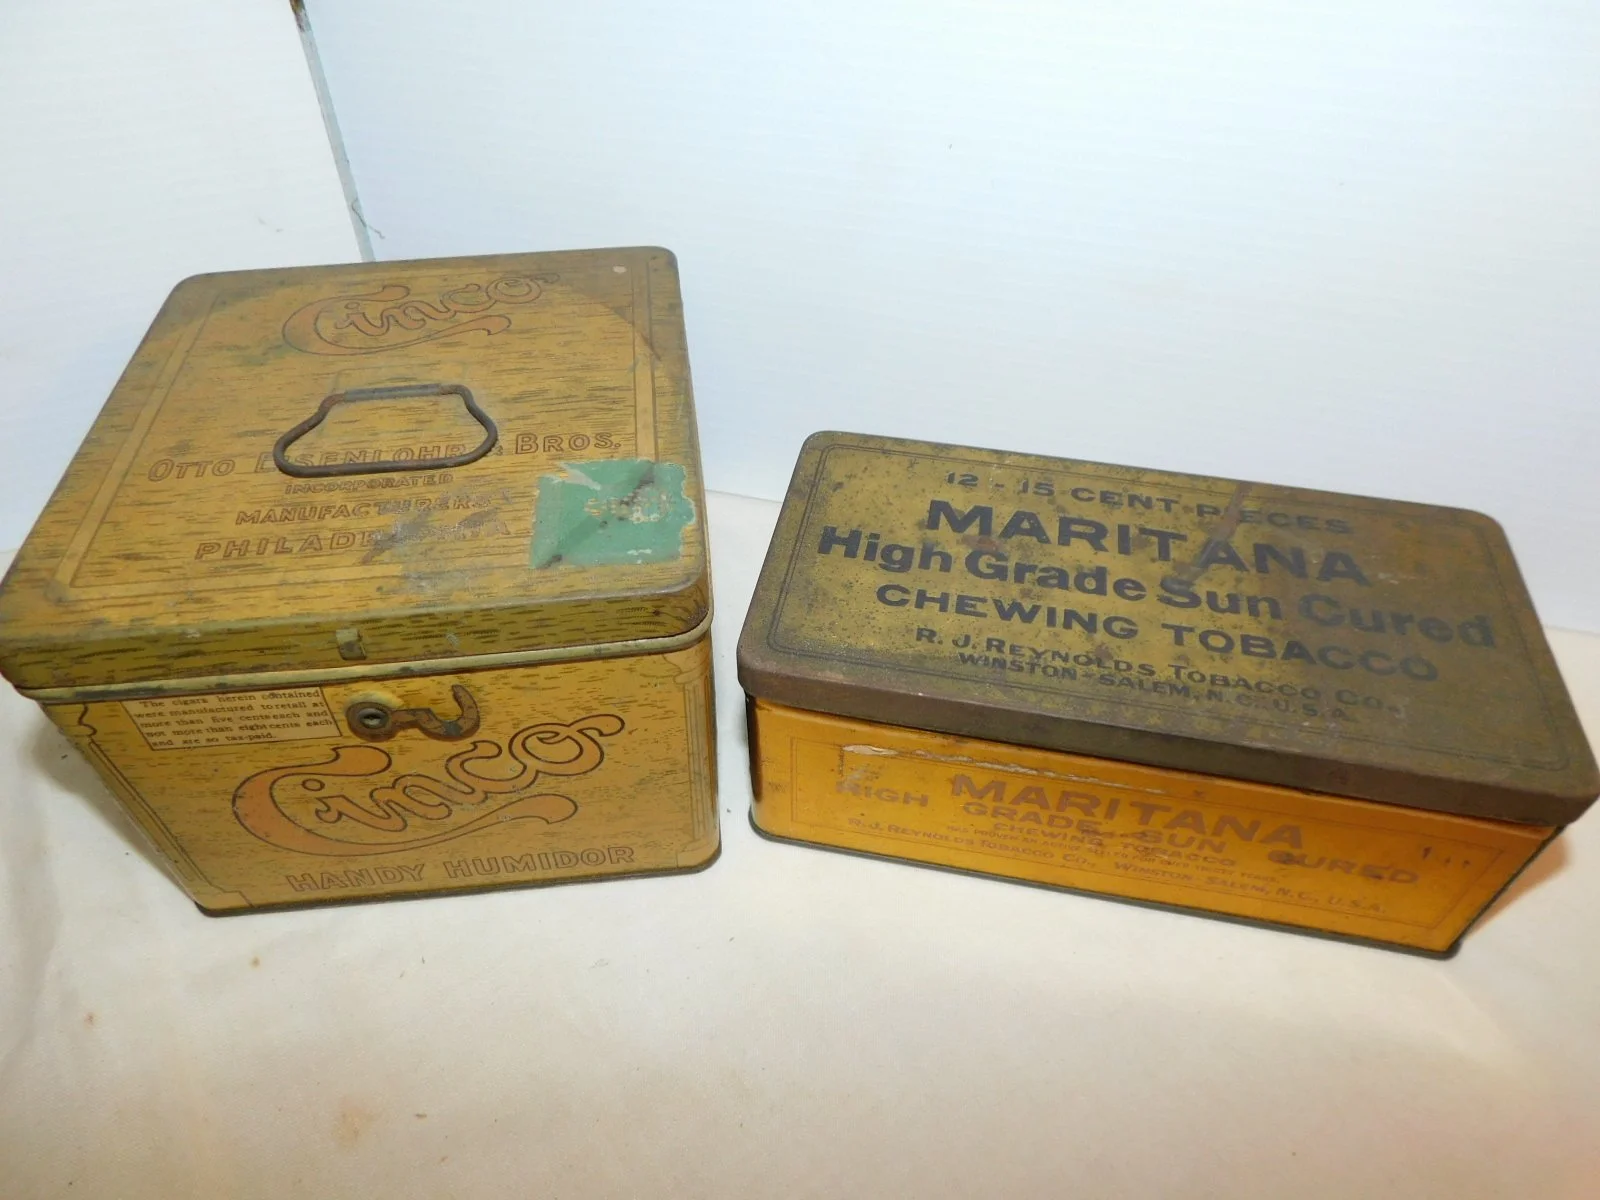 Cinco
OTTO EISENLOHR & BROS.
INCORPORATED
MANUFACTURERS
PHILADELPHIA
The cigars herein contained
were manufactured to retail at
more than five cents each and
not more than eight cents each
and are so tax-paid.
Cinco
HANDY HUMIDOR
12 - 15 CENT PIECES
MARITANA
High Grade Sun Cured
CHEWING TOBACCO
R. J. REYNOLDS TOBACCO CO.
WINSTON-SALEM, N.C. U.S.A.
MARITANA
HIGH GRADE SUN CURED
CHEWING TOBACCO
R. J. REYNOLDS TOBACCO CO., WINSTON-SALEM, N.C., U.S.A.